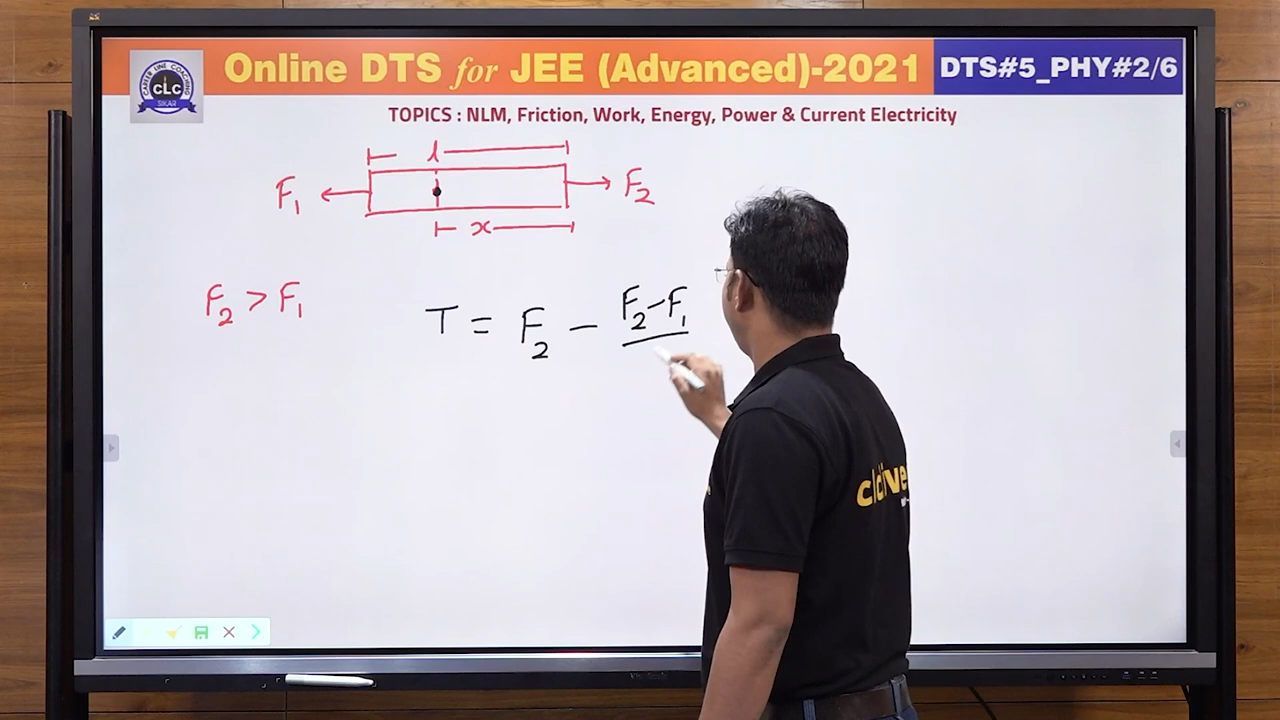 Online DTS for JEE (Advanced)-2021
DTS#5_PHY#2/6
CAREER LINE COACHING
CLC
SIKAR
TOPICS : NLM, Friction, Work, Energy, Power & Current Electricity
l
F₁
F₂
x
F₂ > F₁
T = F₂ - F₂-F₁